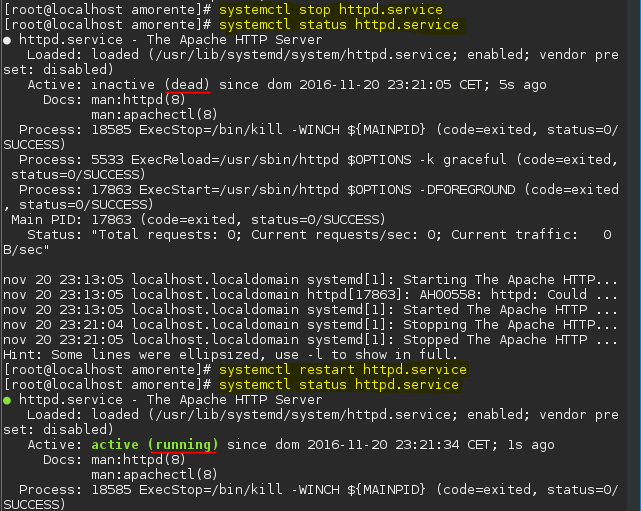 [root@localhost amorente]# systemctl stop httpd.service
[root@localhost amorente]# systemctl status httpd.service
● httpd.service - The Apache HTTP Server
   Loaded: loaded (/usr/lib/systemd/system/httpd.service; enabled; vendor pre
set: disabled)
   Active: inactive (dead) since dom 2016-11-20 23:21:05 CET; 5s ago
     Docs: man:httpd(8)
           man:apachectl(8)
  Process: 18585 ExecStop=/bin/kill -WINCH ${MAINPID} (code=exited, status=0/
SUCCESS)
  Process: 5533 ExecReload=/usr/sbin/httpd $OPTIONS -k graceful (code=exited,
 status=0/SUCCESS)
  Process: 17863 ExecStart=/usr/sbin/httpd $OPTIONS -DFOREGROUND (code=exited
, status=0/SUCCESS)
 Main PID: 17863 (code=exited, status=0/SUCCESS)
   Status: "Total requests: 0; Current requests/sec: 0; Current traffic:   0
B/sec"

nov 20 23:13:05 localhost.localdomain systemd[1]: Starting The Apache HTTP...
nov 20 23:13:05 localhost.localdomain httpd[17863]: AH00558: httpd: Could ...
nov 20 23:13:05 localhost.localdomain systemd[1]: Started The Apache HTTP ...
nov 20 23:21:04 localhost.localdomain systemd[1]: Stopping The Apache HTTP...
nov 20 23:21:05 localhost.localdomain systemd[1]: Stopped The Apache HTTP ...
Hint: Some lines were ellipsized, use -l to show in full.
[root@localhost amorente]# systemctl restart httpd.service
[root@localhost amorente]# systemctl status httpd.service
● httpd.service - The Apache HTTP Server
   Loaded: loaded (/usr/lib/systemd/system/httpd.service; enabled; vendor pre
set: disabled)
   Active: active (running) since dom 2016-11-20 23:21:34 CET; 1s ago
     Docs: man:httpd(8)
           man:apachectl(8)
  Process: 18585 ExecStop=/bin/kill -WINCH ${MAINPID} (code=exited, status=0/
SUCCESS)